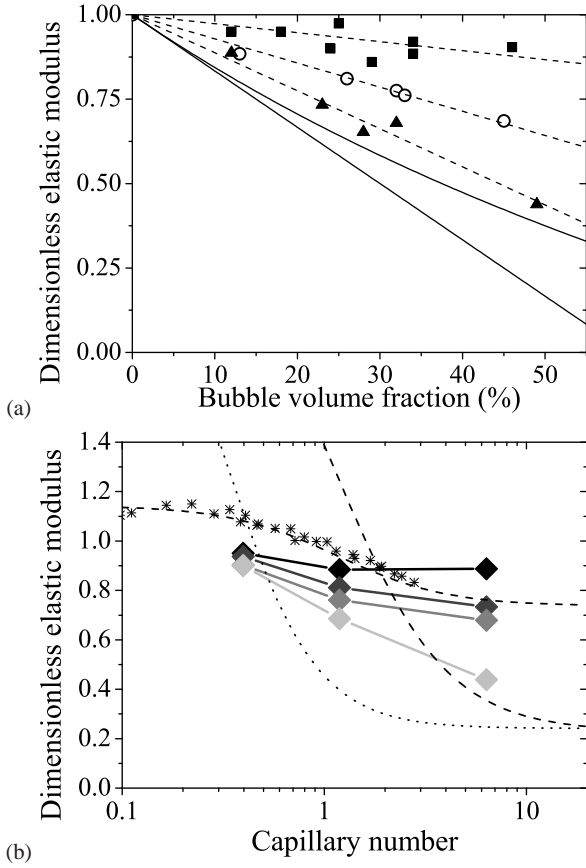 1.00
0.75
0.50
0.25
0.00
Dimensionless elastic modulus
0 10 20 30 40 50
Bubble volume fraction (%)
(a)
1.4
1.2
1.0
0.8
0.6
0.4
0.2
0.0
Dimensionless elastic modulus
0.1 1 10
Capillary number
(b)